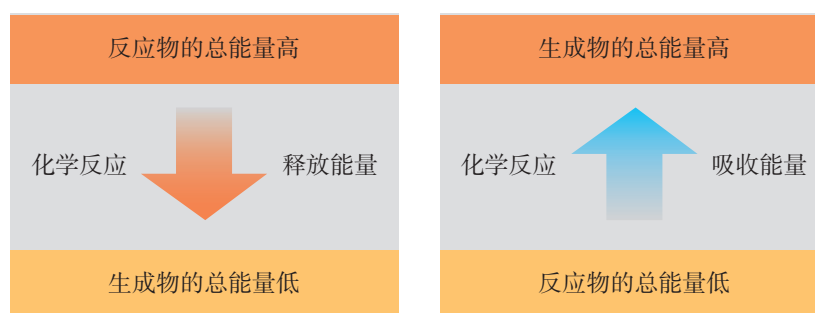 反应物的总能量高
化学反应
释放能量
生成物的总能量低
生成物的总能量高
化学反应
吸收能量
反应物的总能量低